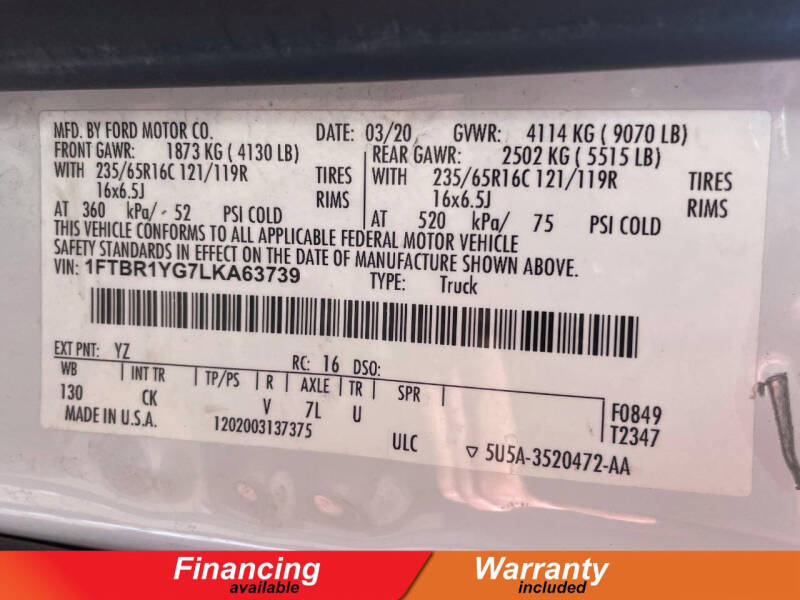 MFD. BY FORD MOTOR CO. DATE: 03/20 GVWR: 4114 KG ( 9070 LB)
FRONT GAWR: 1873 KG ( 4130 LB) REAR GAWR: 2502 KG ( 5515 LB)
WITH 235/65R16C 121/119R TIRES WITH 235/65R16C 121/119R TIRES
16x6.5J RIMS 16x6.5J RIMS
AT 360 kPa/ 52 PSI COLD AT 520 kPa/ 75 PSI COLD
THIS VEHICLE CONFORMS TO ALL APPLICABLE FEDERAL MOTOR VEHICLE
SAFETY STANDARDS IN EFFECT ON THE DATE OF MANUFACTURE SHOWN ABOVE.
VIN: 1FTBR1YG7LKA63739 TYPE: Truck
EXT PNT: YZ RC: 16 DSO:
WB INT TR TP/PS R AXLE TR SPR
130 CK V 7L U F0849
MADE IN U.S.A. 1202003137375 ULC T2347
5U5A-3520472-AA
Financing available
Warranty included